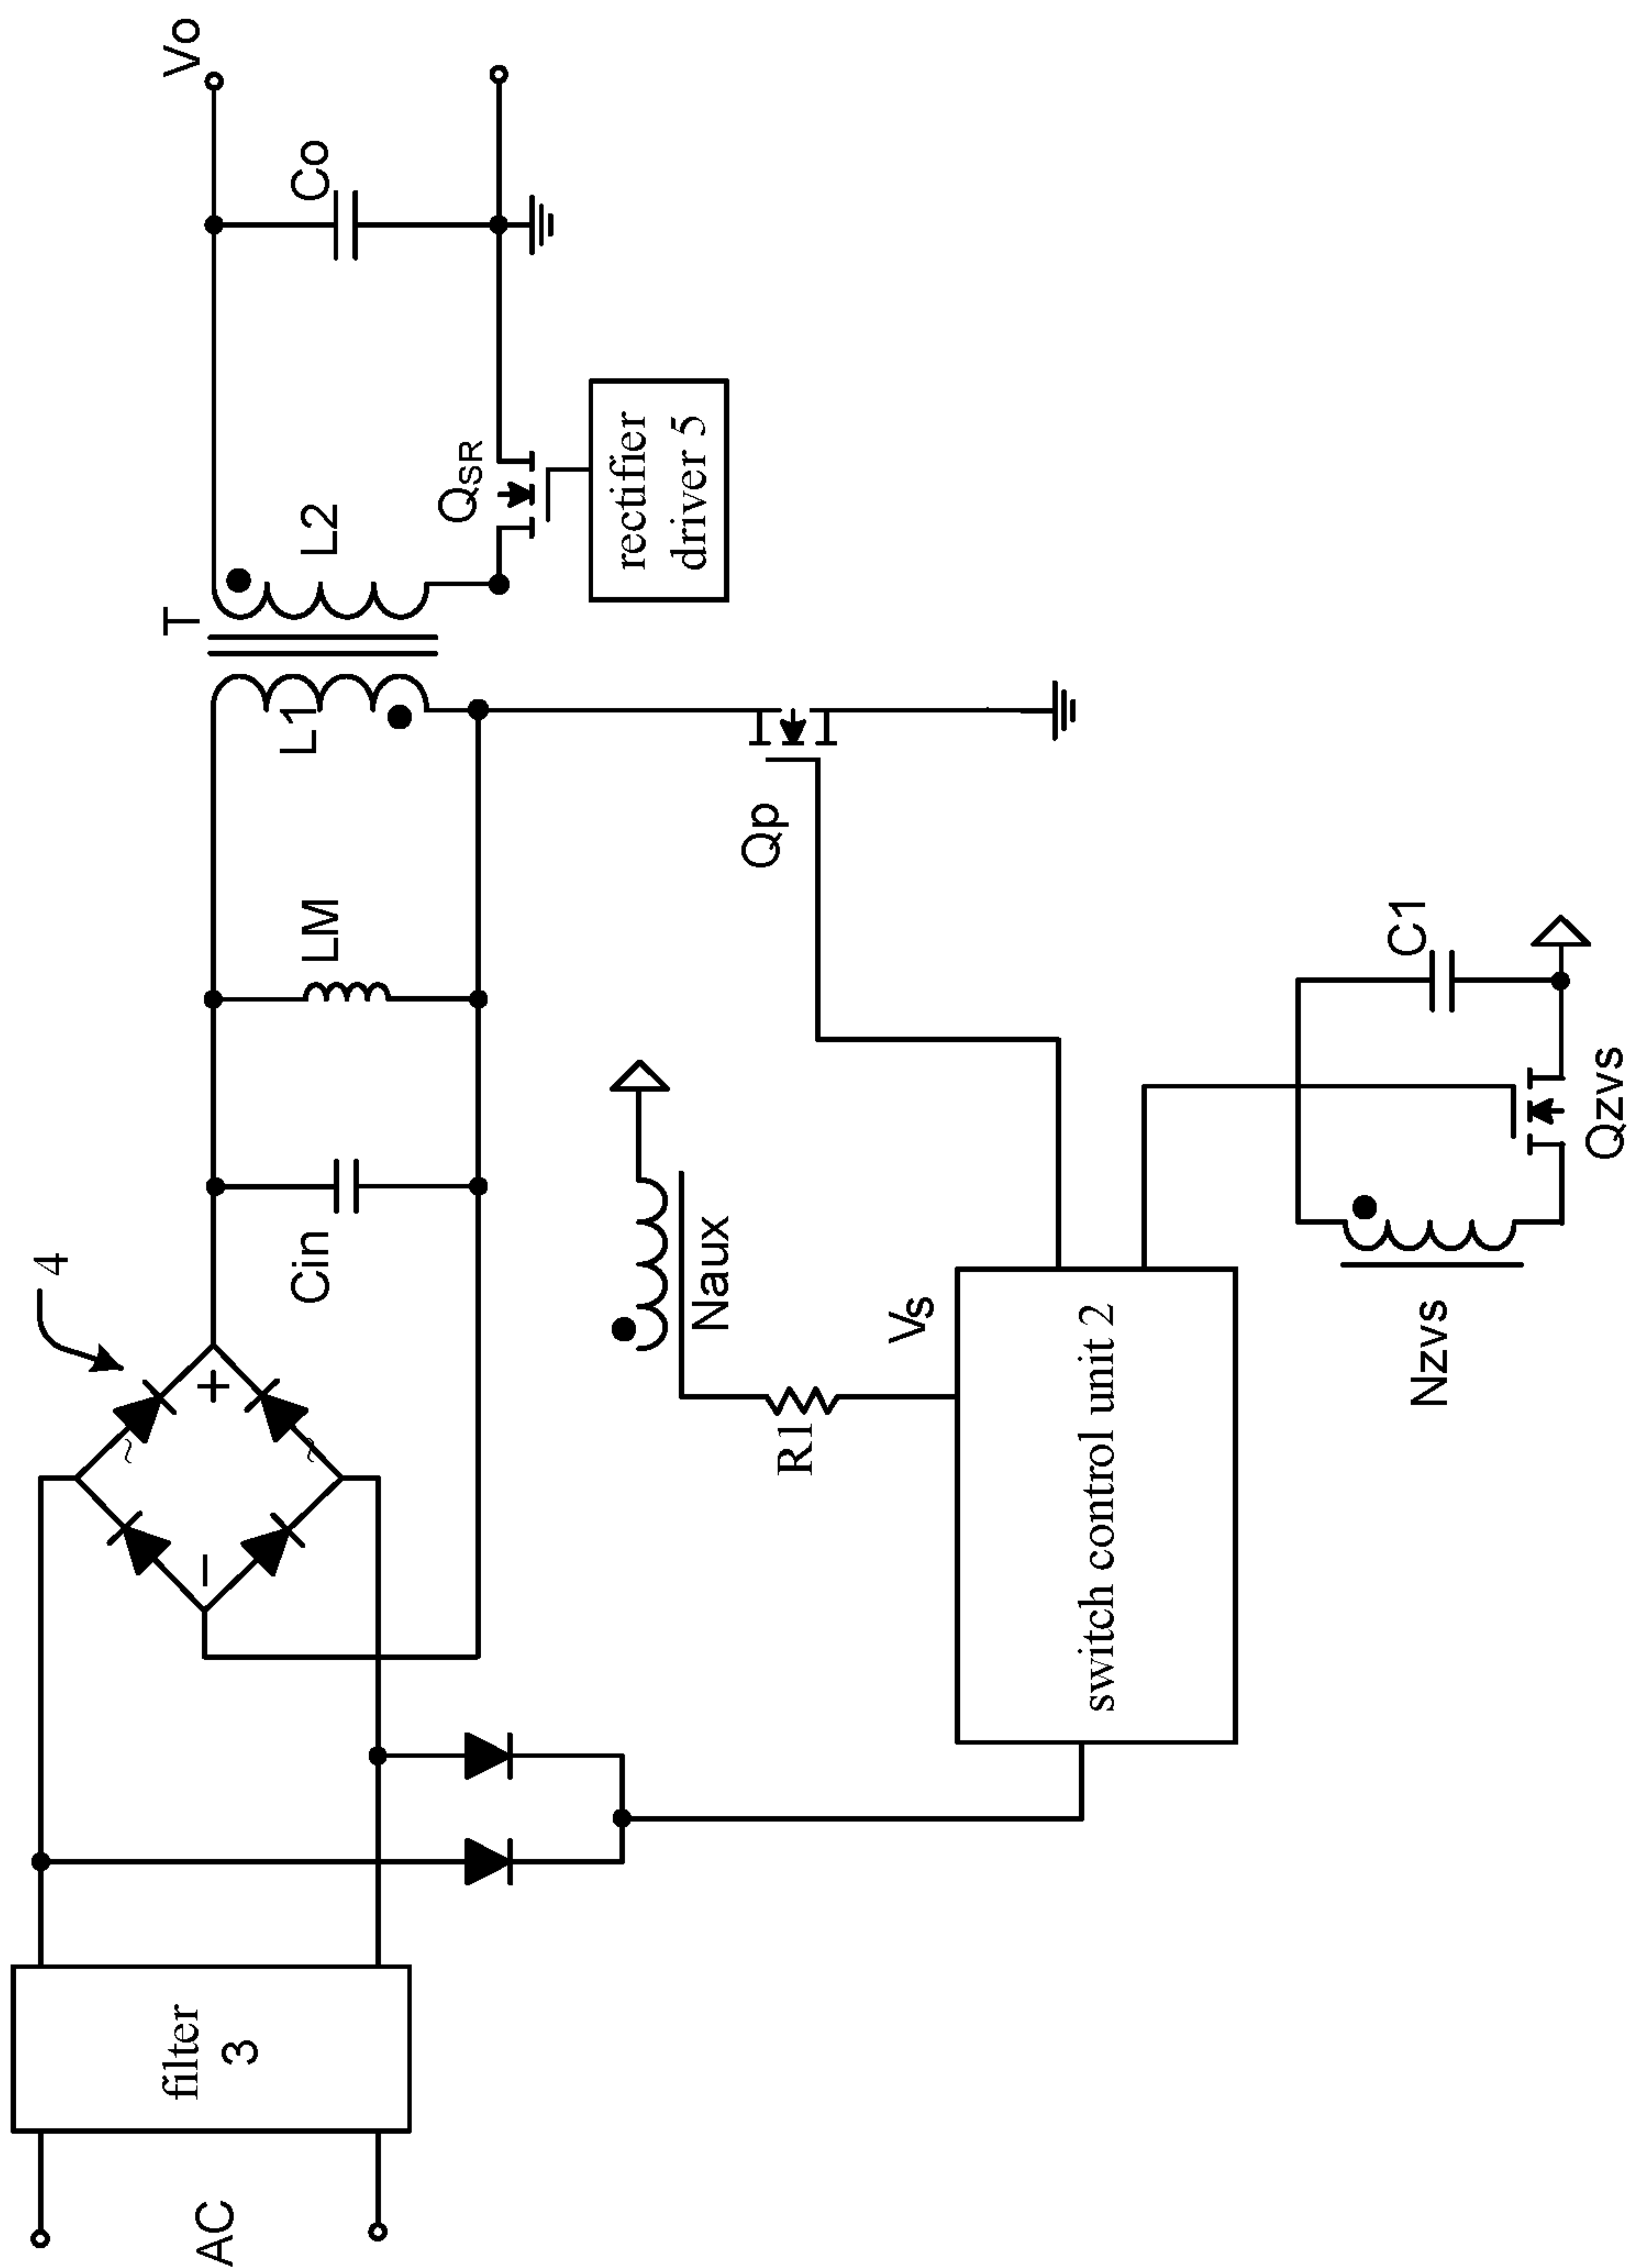 AC
filter
3
4
+
−
~
~
Cin
LM
L1
T
L2
QSR
Co
Vo
rectifier
driver 5
Naux
R1
Vs
Qp
switch control unit 2
Nzvs
Qzvs
C1